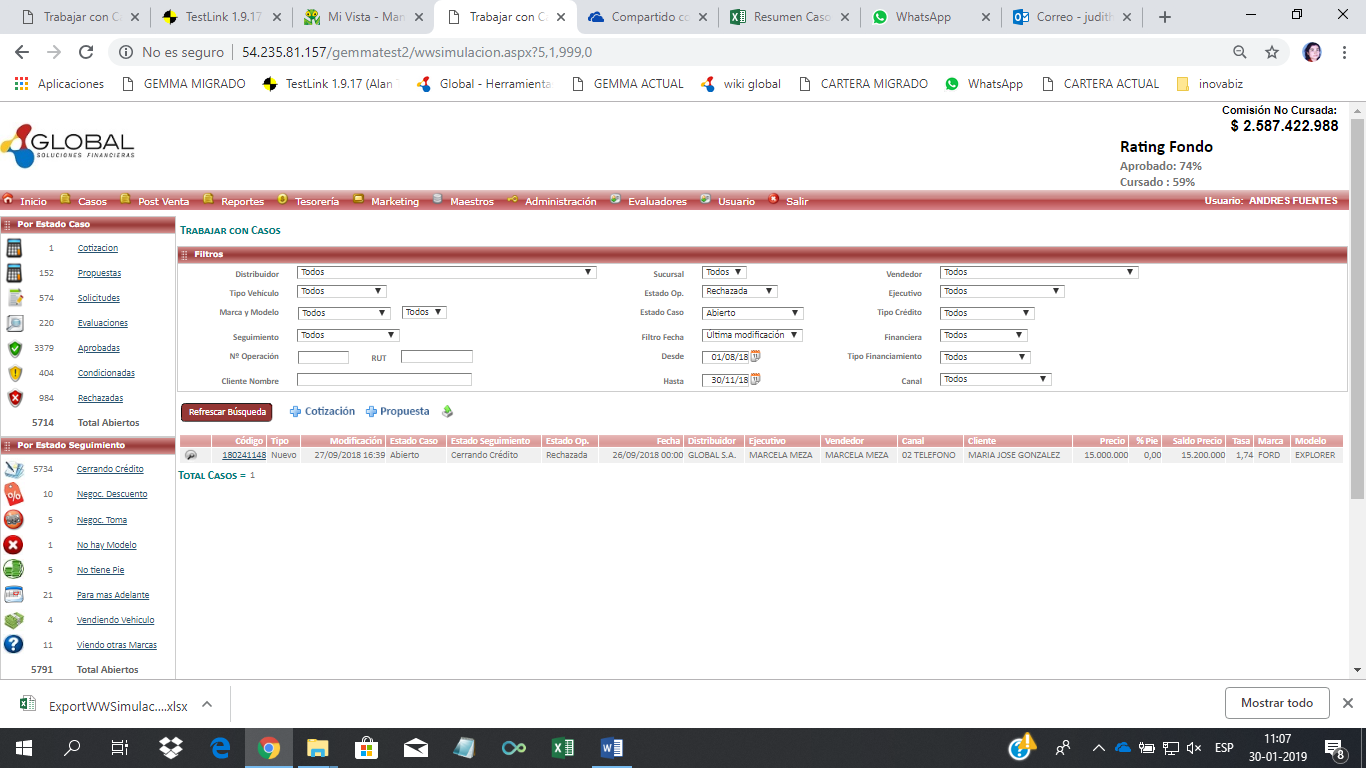 Trabajar con C
TestLink 1.9.17
Mi Vista - Man
Trabajar con C
Compartido co
Resumen Caso
WhatsApp
Correo - judith
No es seguro
54.235.81.157/gemmatest2/wwsimulacion.aspx?5,1,999,0
Aplicaciones
GEMMA MIGRADO
TestLink 1.9.17 (Alan
Global - Herramienta
GEMMA ACTUAL
wiki global
CARTERA MIGRADO
WhatsApp
CARTERA ACTUAL
inovabiz
Comisión No Cursada:
$ 2.587.422.988
GLOBAL
SOLUCIONES FINANCIERAS
Rating Fondo
Aprobado: 74%
Cursado : 59%
Inicio Casos Post Venta Reportes Tesorería Marketing Maestros Administración Evaluadores Usuario Salir
Usuario: ANDRES FUENTES
Por Estado Caso
1 Cotizacion
152 Propuestas
574 Solicitudes
220 Evaluaciones
3379 Aprobadas
404 Condicionadas
984 Rechazadas
5714 Total Abiertos
Por Estado Seguimiento
5734 Cerrando Crédito
10 Negoc. Descuento
5 Negoc. Toma
1 No hay Modelo
5 No tiene Pie
21 Para mas Adelante
4 Vendiendo Vehiculo
11 Viendo otras Marcas
5791 Total Abiertos
Trabajar con Casos
Filtros
Distribuidor Todos Sucursal Todos Vendedor Todos
Tipo Vehículo Todos Estado Op. Rechazada Ejecutivo Todos
Marca y Modelo Todos Todos Estado Caso Abierto Tipo Crédito Todos
Seguimiento Todos Filtro Fecha Última modificación Financiera Todos
Nº Operación RUT Desde 01/08/18 Tipo Financiamiento Todos
Cliente Nombre Hasta 30/11/18 Canal Todos
Refrescar Búsqueda Cotización Propuesta
Código Tipo Modificación Estado Caso Estado Seguimiento Estado Op. Fecha Distribuidor Ejecutivo Vendedor Canal Cliente Precio % Pie Saldo Precio Tasa Marca Modelo
180241148 Nuevo 27/09/2018 16:39 Abierto Cerrando Crédito Rechazada 26/09/2018 00:00 GLOBAL S.A. MARCELA MEZA MARCELA MEZA 02 TELEFONO MARIA JOSE GONZALEZ 15.000.000 0,00 15.200.000 1,74 FORD EXPLORER
Total Casos = 1
ExportWWSimulac....xlsx
Mostrar todo
ESP
11:07
30-01-2019
8